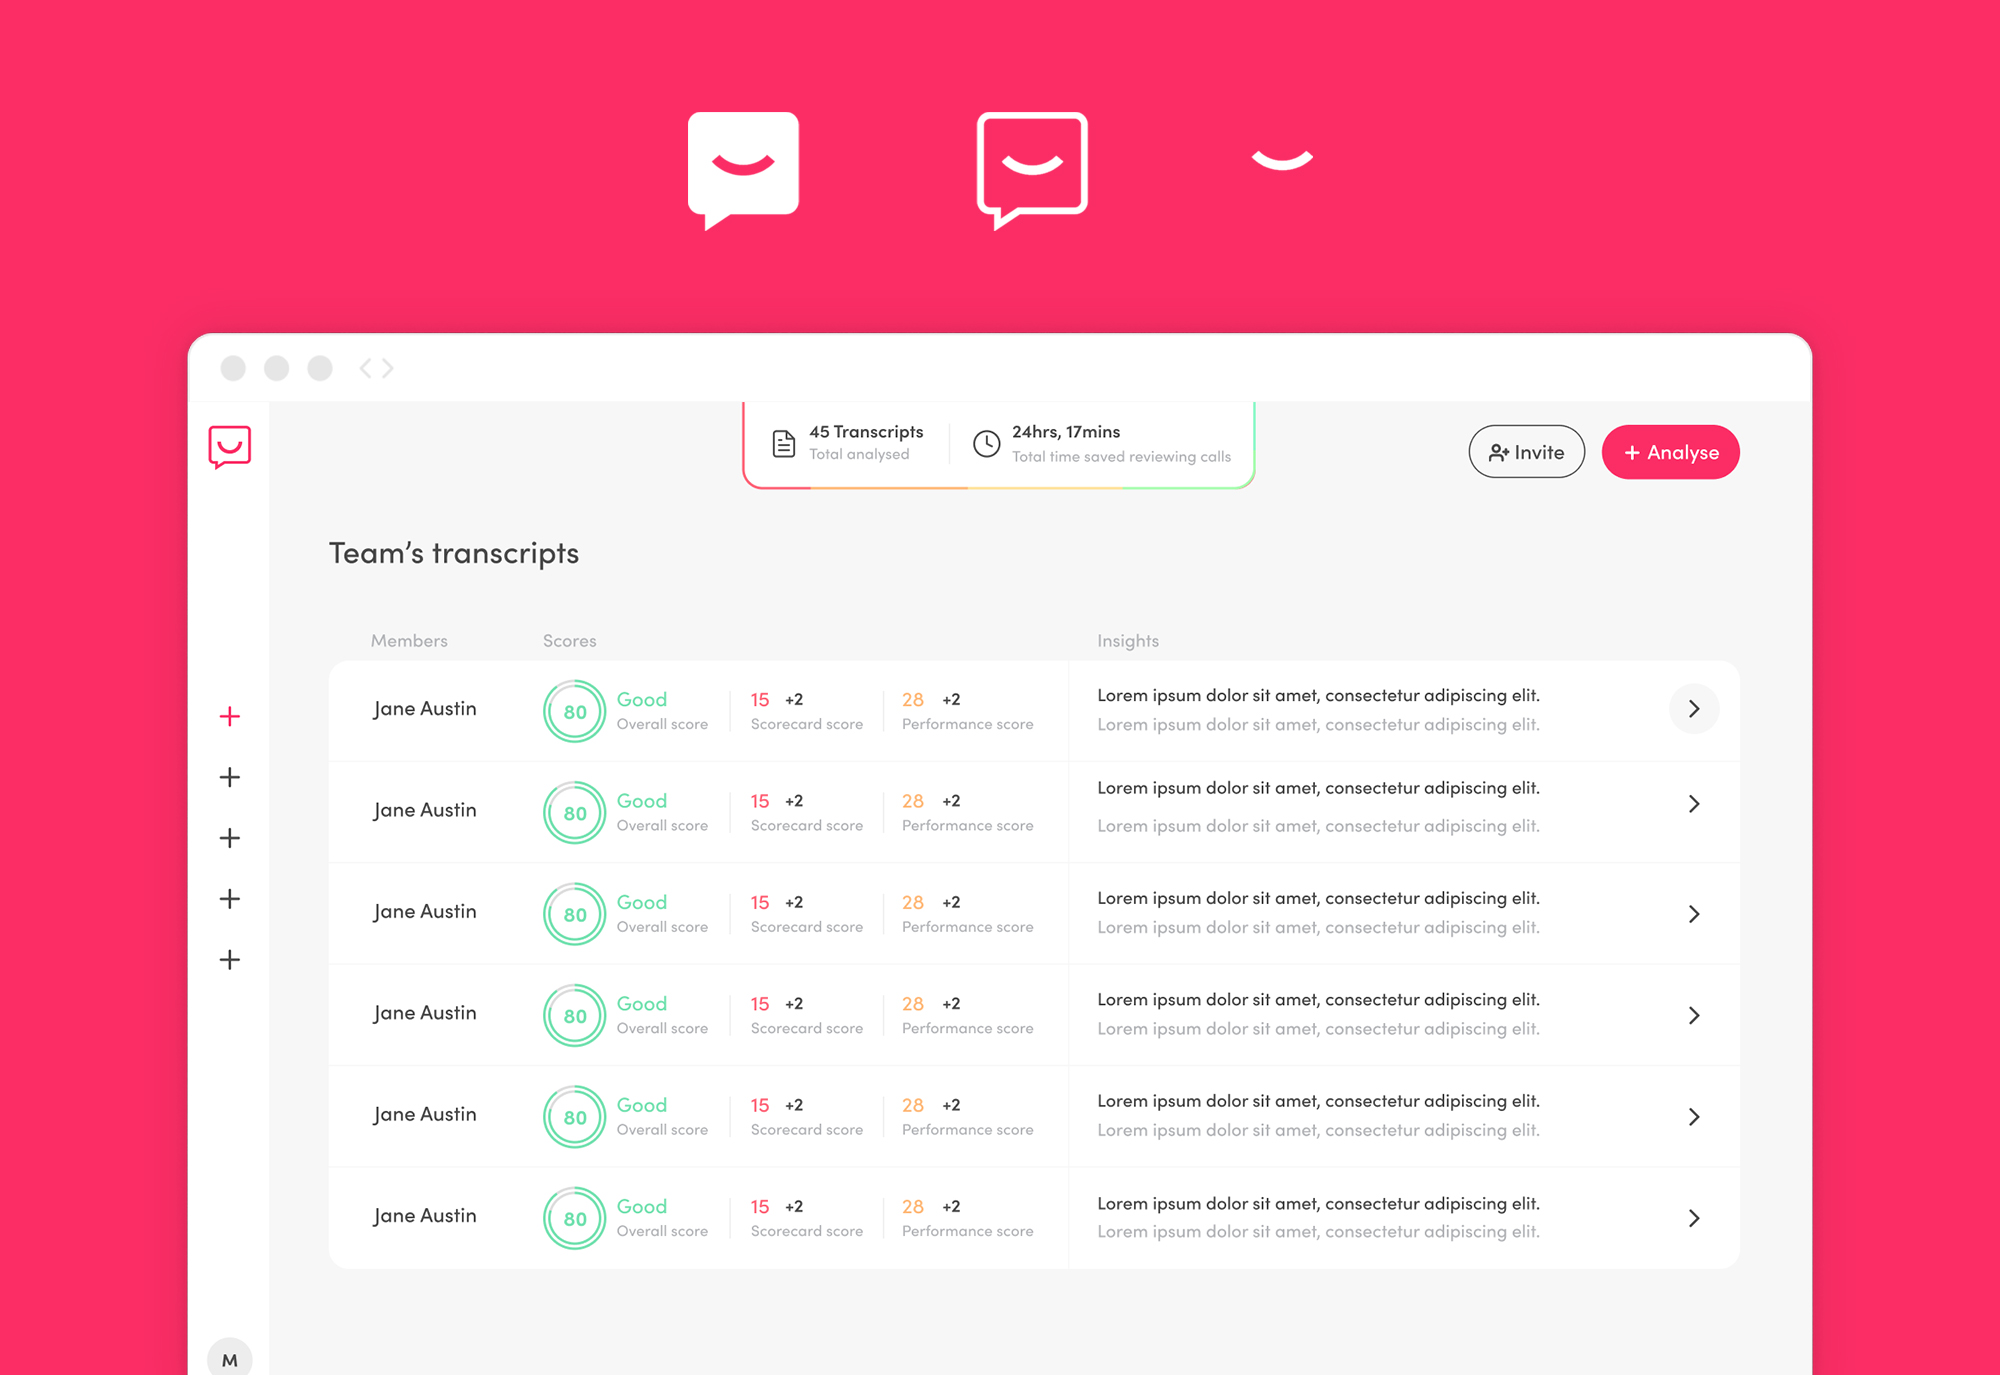 45 Transcripts
Total analysed
24hrs, 17mins
Total time saved reviewing calls
Invite
+ Analyse
Team’s transcripts
Members Scores Insights
Jane Austin 80 Good 15 +2 28 +2 Lorem ipsum dolor sit amet, consectetur adipiscing elit.
Overall score Scorecard score Performance score Lorem ipsum dolor sit amet, consectetur adipiscing elit.
Jane Austin 80 Good 15 +2 28 +2 Lorem ipsum dolor sit amet, consectetur adipiscing elit.
Overall score Scorecard score Performance score Lorem ipsum dolor sit amet, consectetur adipiscing elit.
Jane Austin 80 Good 15 +2 28 +2 Lorem ipsum dolor sit amet, consectetur adipiscing elit.
Overall score Scorecard score Performance score Lorem ipsum dolor sit amet, consectetur adipiscing elit.
Jane Austin 80 Good 15 +2 28 +2 Lorem ipsum dolor sit amet, consectetur adipiscing elit.
Overall score Scorecard score Performance score Lorem ipsum dolor sit amet, consectetur adipiscing elit.
Jane Austin 80 Good 15 +2 28 +2 Lorem ipsum dolor sit amet, consectetur adipiscing elit.
Overall score Scorecard score Performance score Lorem ipsum dolor sit amet, consectetur adipiscing elit.
Jane Austin 80 Good 15 +2 28 +2 Lorem ipsum dolor sit amet, consectetur adipiscing elit.
Overall score Scorecard score Performance score Lorem ipsum dolor sit amet, consectetur adipiscing elit.
M